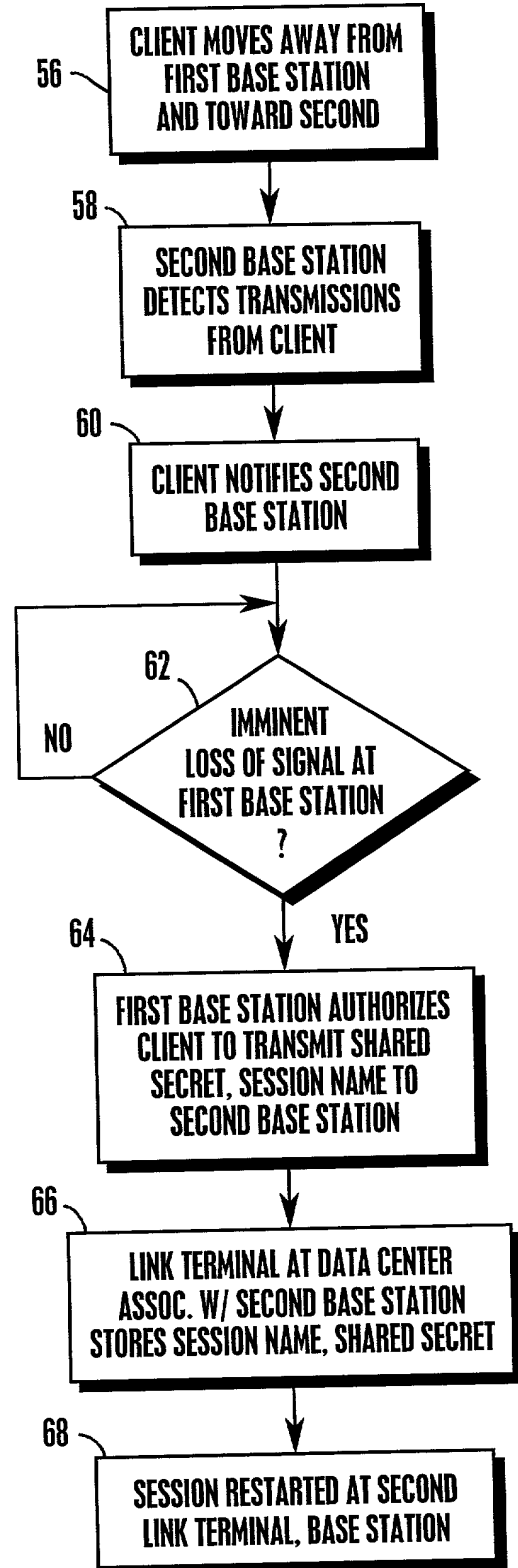 56
CLIENT MOVES AWAY FROM
FIRST BASE STATION
AND TOWARD SECOND
58
SECOND BASE STATION
DETECTS TRANSMISSIONS
FROM CLIENT
60
CLIENT NOTIFIES SECOND
BASE STATION
62
NO
IMMINENT
LOSS OF SIGNAL AT
FIRST BASE STATION
?
YES
64
FIRST BASE STATION AUTHORIZES
CLIENT TO TRANSMIT SHARED
SECRET, SESSION NAME TO
SECOND BASE STATION
66
LINK TERMINAL AT DATA CENTER
ASSOC. W/ SECOND BASE STATION
STORES SESSION NAME, SHARED SECRET
68
SESSION RESTARTED AT SECOND
LINK TERMINAL, BASE STATION